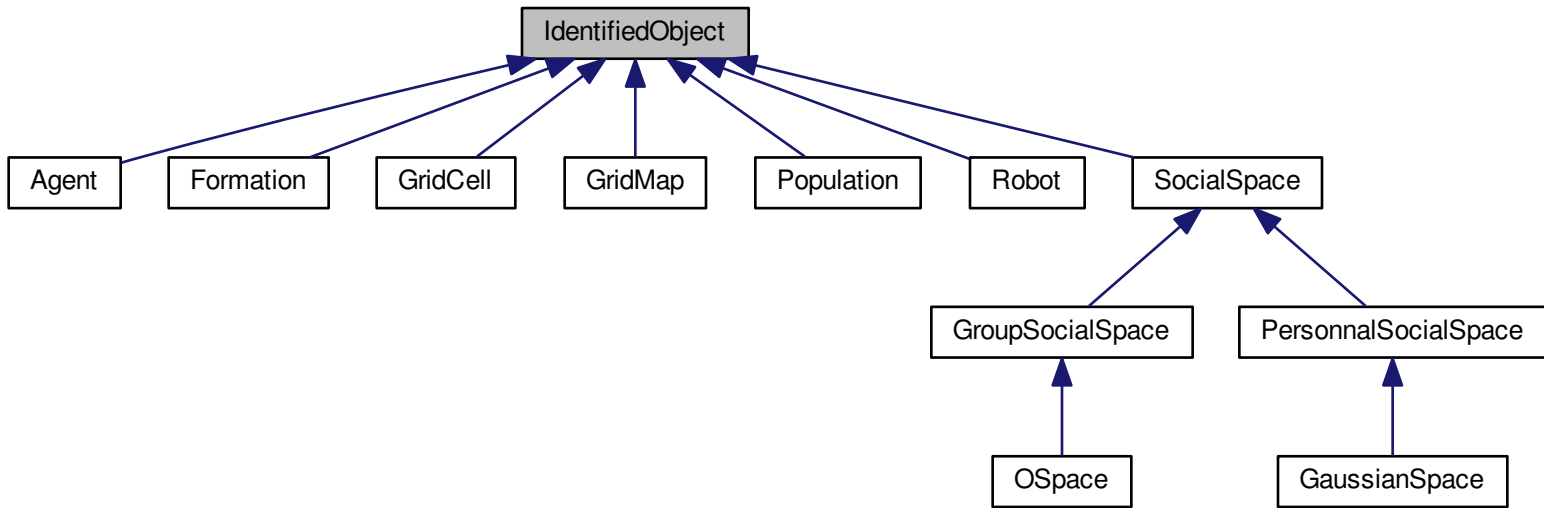 IdentifiedObject
Agent
Formation
GridCell
GridMap
Population
Robot
SocialSpace
GroupSocialSpace
PersonnalSocialSpace
OSpace
GaussianSpace